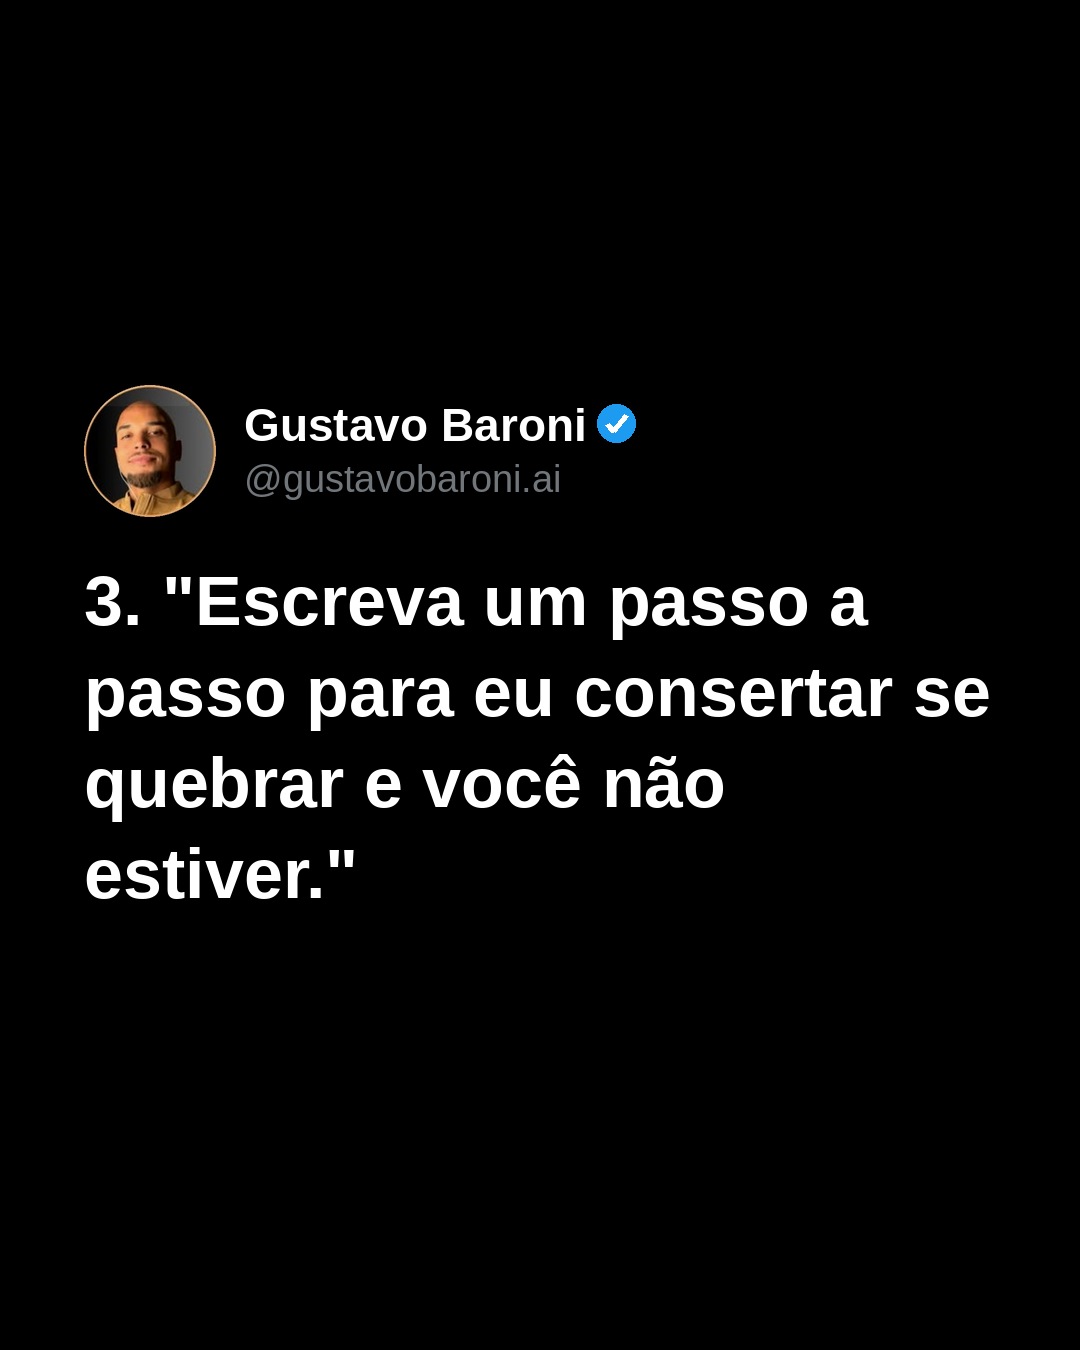 Gustavo Baroni
@gustavobaroni.ai
3. "Escreva um passo a
passo para eu consertar se
quebrar e você não
estiver."